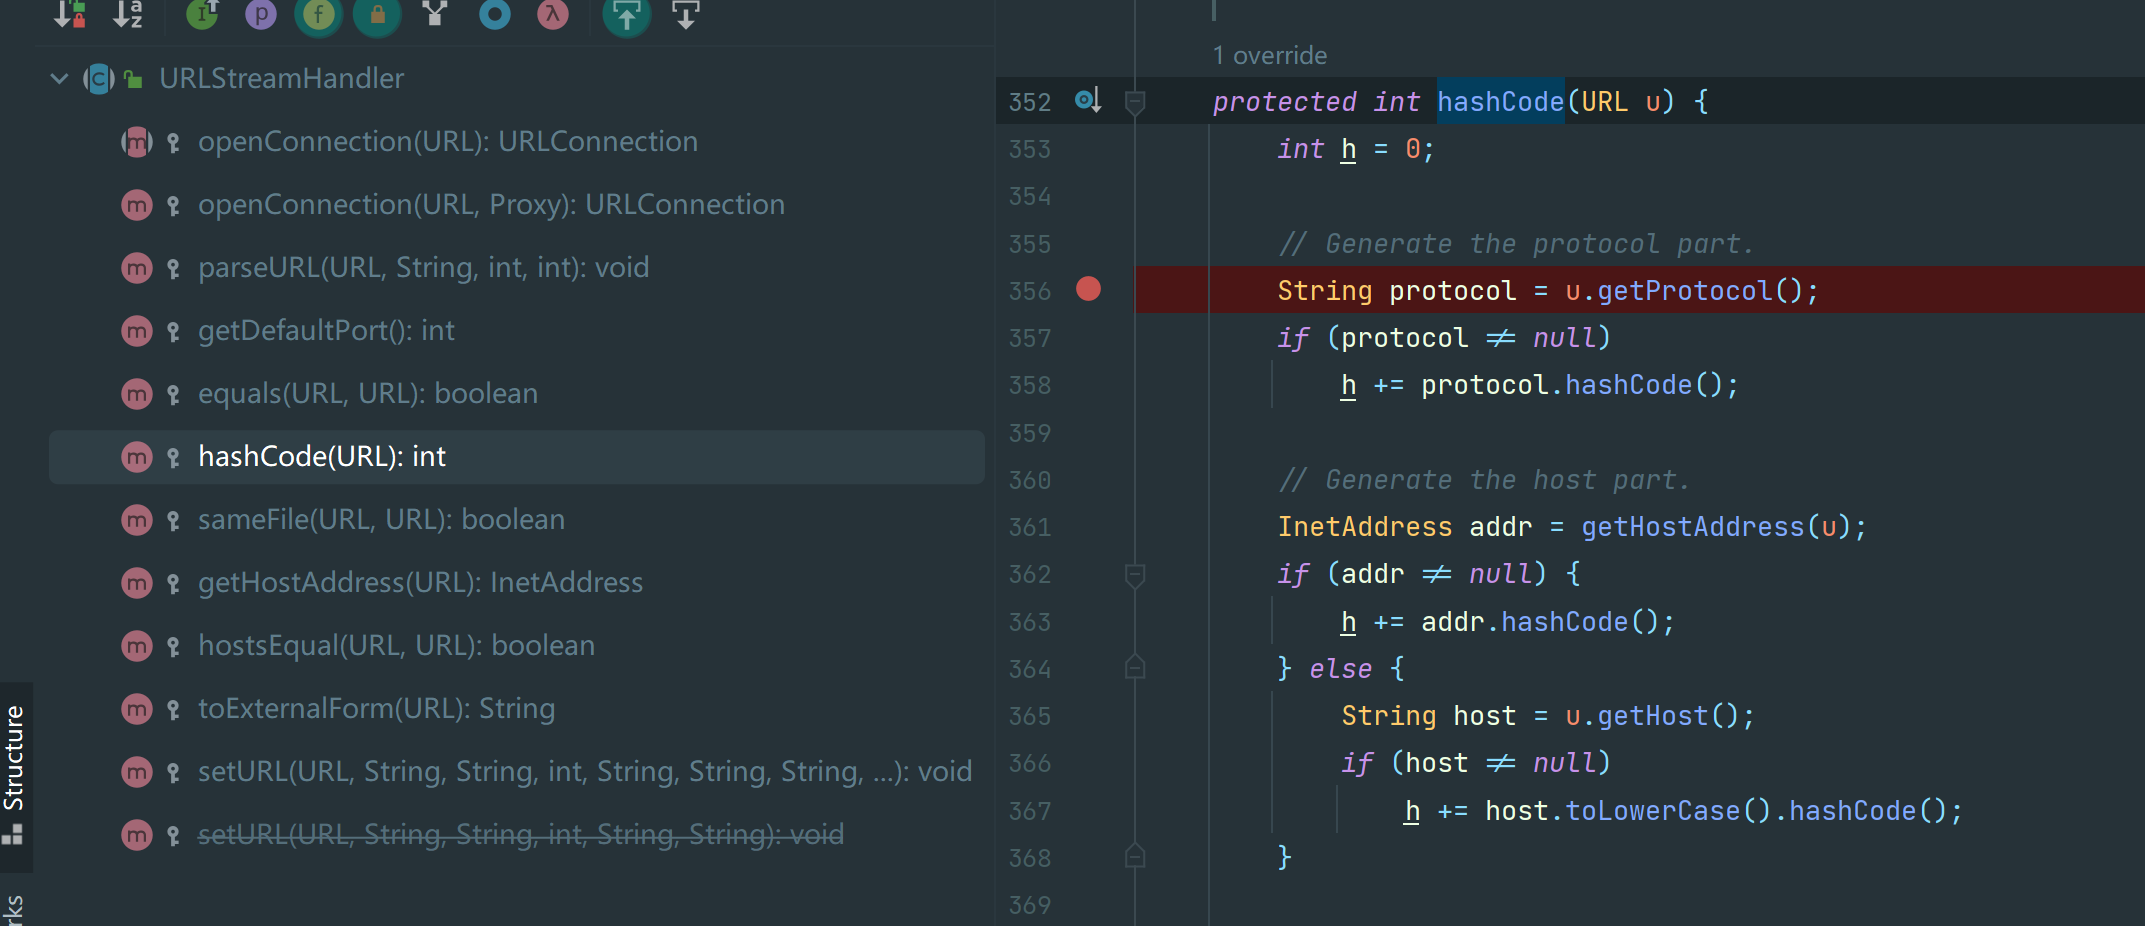 URLStreamHandler
openConnection(URL): URLConnection
openConnection(URL, Proxy): URLConnection
parseURL(URL, String, int, int): void
getDefaultPort(): int
equals(URL, URL): boolean
hashCode(URL): int
sameFile(URL, URL): boolean
getHostAddress(URL): InetAddress
hostsEqual(URL, URL): boolean
toExternalForm(URL): String
setURL(URL, String, String, int, String, String, String, ...): void
setURL(URL, String, String, int, String, String): void
Structure
rks
1 override
352 protected int hashCode(URL u) {
353 int h = 0;
354
355 // Generate the protocol part.
356 String protocol = u.getProtocol();
357 if (protocol ≠ null)
358 h += protocol.hashCode();
359
360 // Generate the host part.
361 InetAddress addr = getHostAddress(u);
362 if (addr ≠ null) {
363 h += addr.hashCode();
364 } else {
365 String host = u.getHost();
366 if (host ≠ null)
367 h += host.toLowerCase().hashCode();
368 }
369